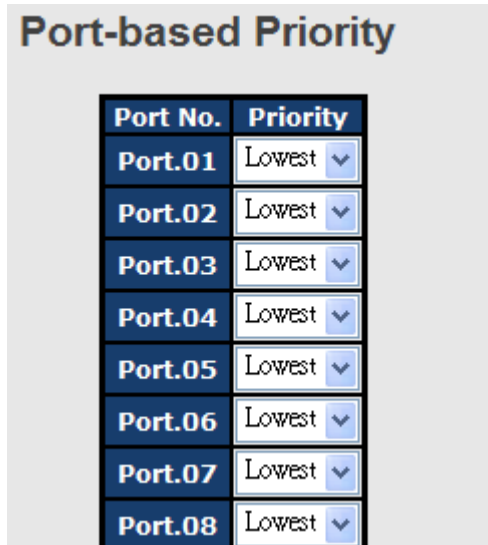 Port-based Priority
Port No. Priority
Port.01 Lowest
Port.02 Lowest
Port.03 Lowest
Port.04 Lowest
Port.05 Lowest
Port.06 Lowest
Port.07 Lowest
Port.08 Lowest